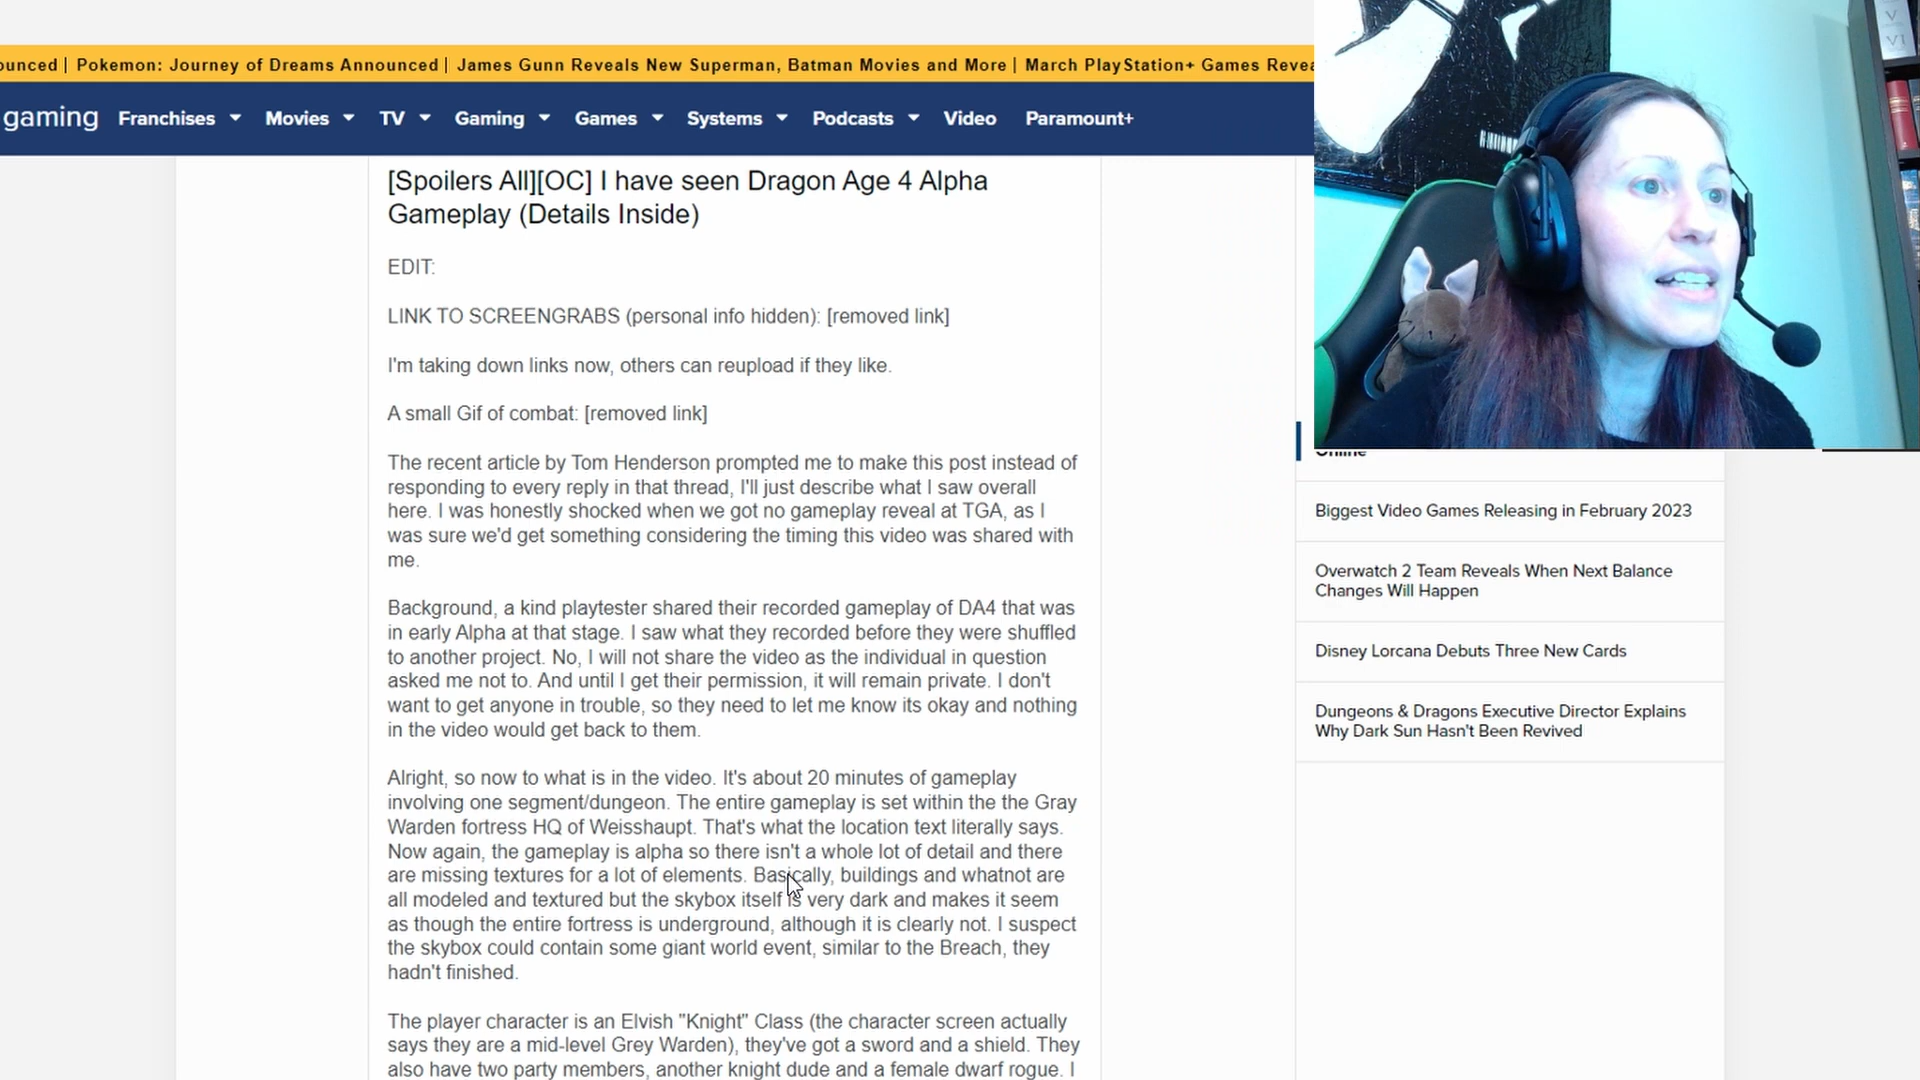 ounced | Pokemon: Journey of Dreams Announced | James Gunn Reveals New Superman, Batman Movies and More | March PlayStation+ Games Revea
gaming Franchises Movies TV Gaming Games Systems Podcasts Video Paramount+
V
VI
[Spoilers All][OC] I have seen Dragon Age 4 Alpha
Gameplay (Details Inside)
EDIT:
LINK TO SCREENGRABS (personal info hidden): [removed link]
I'm taking down links now, others can reupload if they like.
A small Gif of combat: [removed link]
The recent article by Tom Henderson prompted me to make this post instead of
responding to every reply in that thread, I'll just describe what I saw overall
here. I was honestly shocked when we got no gameplay reveal at TGA, as I
was sure we'd get something considering the timing this video was shared with
me.
Background, a kind playtester shared their recorded gameplay of DA4 that was
in early Alpha at that stage. I saw what they recorded before they were shuffled
to another project. No, I will not share the video as the individual in question
asked me not to. And until I get their permission, it will remain private. I don't
want to get anyone in trouble, so they need to let me know its okay and nothing
in the video would get back to them.
Alright, so now to what is in the video. It's about 20 minutes of gameplay
involving one segment/dungeon. The entire gameplay is set within the the Gray
Warden fortress HQ of Weisshaupt. That's what the location text literally says.
Now again, the gameplay is alpha so there isn't a whole lot of detail and there
are missing textures for a lot of elements. Basically, buildings and whatnot are
all modeled and textured but the skybox itself is very dark and makes it seem
as though the entire fortress is underground, although it is clearly not. I suspect
the skybox could contain some giant world event, similar to the Breach, they
hadn't finished.
The player character is an Elvish "Knight" Class (the character screen actually
says they are a mid-level Grey Warden), they've got a sword and a shield. They
also have two party members, another knight dude and a female dwarf rogue. I
Online
Biggest Video Games Releasing in February 2023
Overwatch 2 Team Reveals When Next Balance
Changes Will Happen
Disney Lorcana Debuts Three New Cards
Dungeons & Dragons Executive Director Explains
Why Dark Sun Hasn't Been Revived